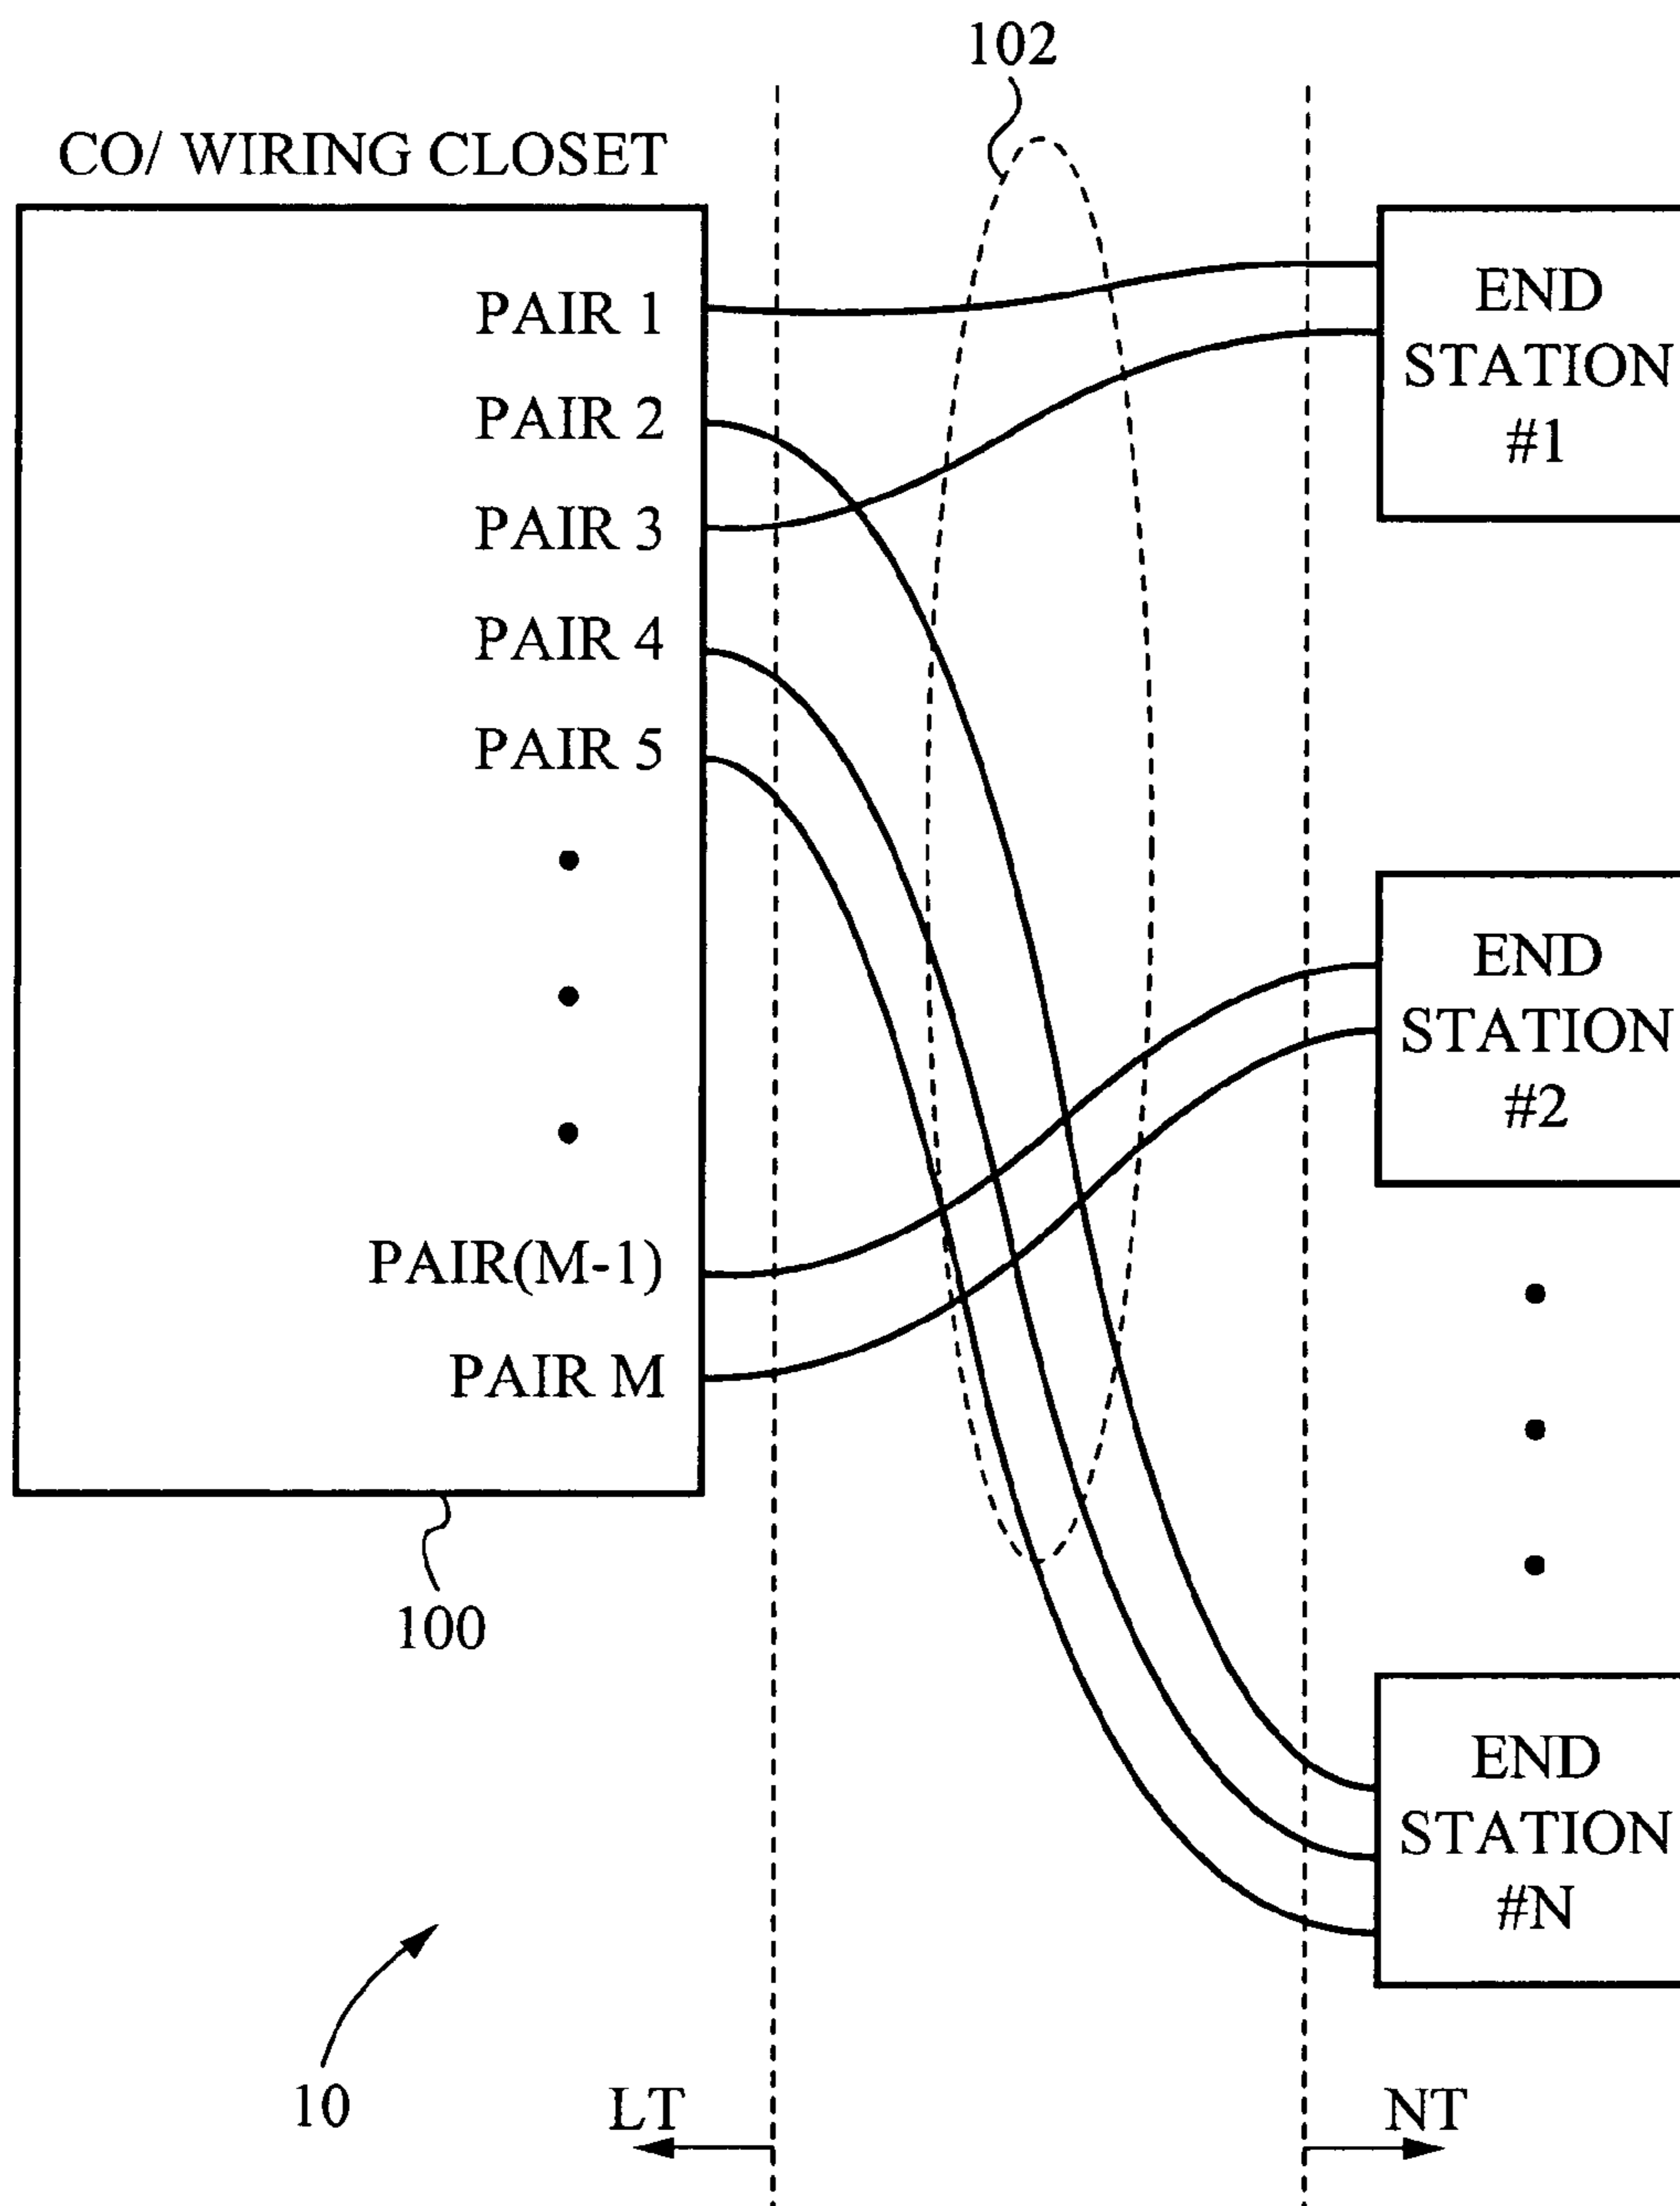 102
CO/ WIRING CLOSET
PAIR 1
PAIR 2
PAIR 3
PAIR 4
PAIR 5
PAIR(M-1)
PAIR M
100
END
STATION
#1
END
STATION
#2
END
STATION
#N
10
LT
NT